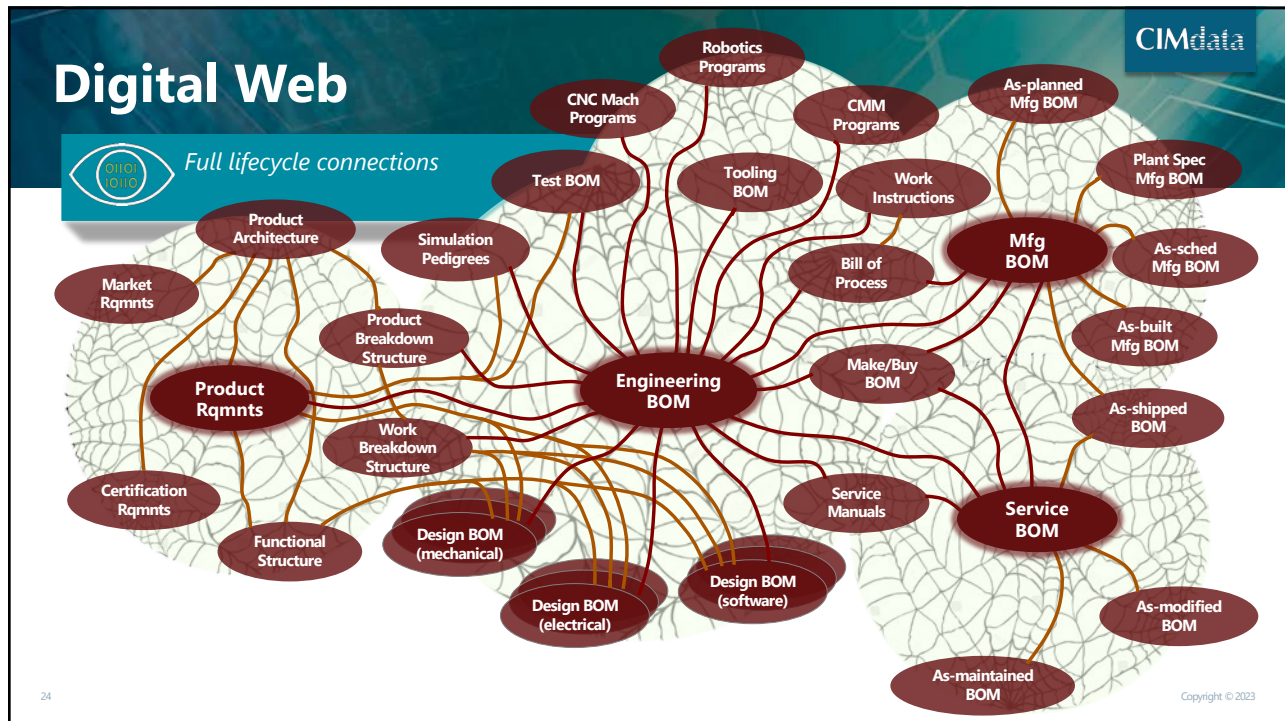 CIMdata
Digital Web
Full lifecycle connections
01101
10110
Robotics
Programs
CNC Mach
Programs
CMM
Programs
As-planned
Mfg BOM
Test BOM
Tooling
BOM
Work
Instructions
Plant Spec
Mfg BOM
Product
Architecture
Simulation
Pedigrees
Bill of
Process
Mfg
BOM
As-sched
Mfg BOM
Market
Rqmnts
Product
Breakdown
Structure
As-built
Mfg BOM
Product
Rqmnts
Engineering
BOM
Make/Buy
BOM
As-shipped
BOM
Work
Breakdown
Structure
Certification
Rqmnts
Service
Manuals
Service
BOM
Functional
Structure
Design BOM
(mechanical)
Design BOM
(electrical)
Design BOM
(software)
As-modified
BOM
As-maintained
BOM
24
Copyright © 2023